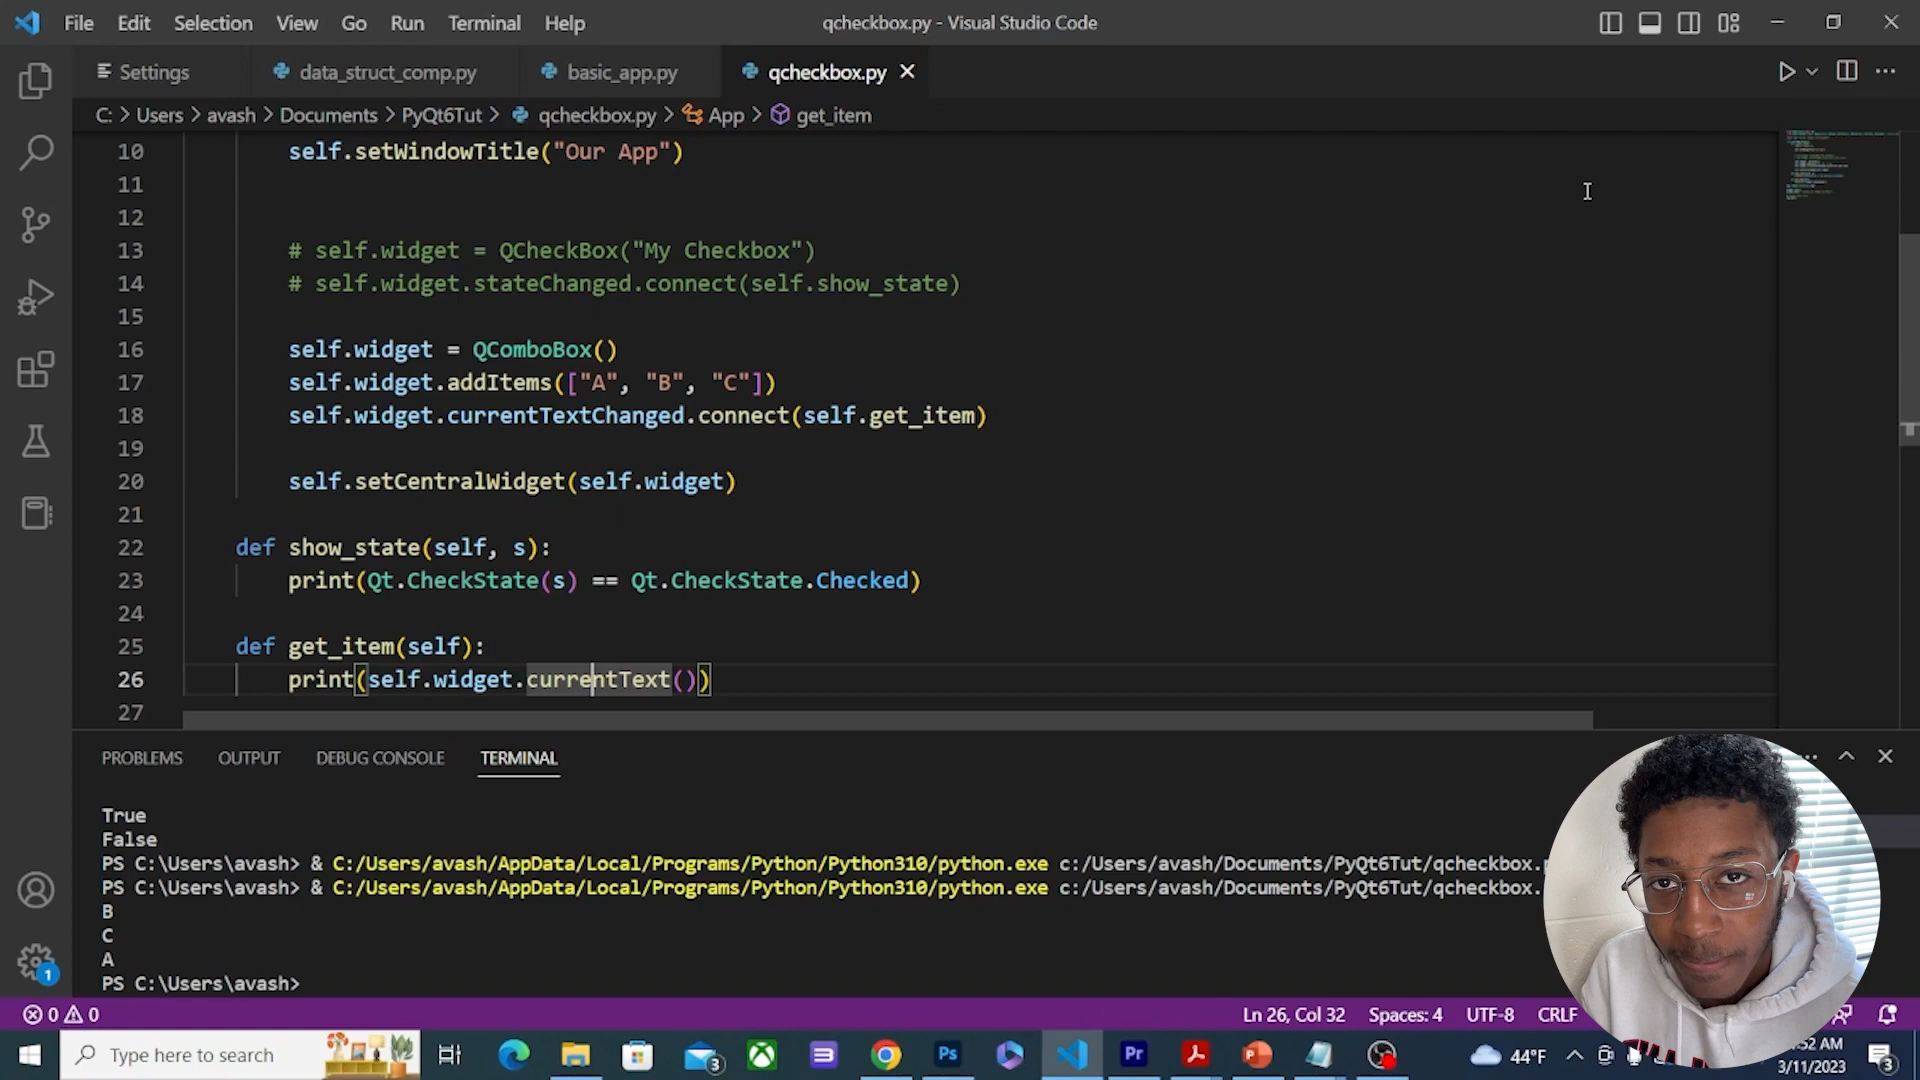 File Edit Selection View Go Run Terminal Help
qcheckbox.py - Visual Studio Code
Settings data_struct_comp.py basic_app.py qcheckbox.py
C: > Users > avash > Documents > PyQt6Tut > qcheckbox.py > App > get_item
10 self.setWindowTitle("Our App")
11
12
13 # self.widget = QCheckBox("My Checkbox")
14 # self.widget.stateChanged.connect(self.show_state)
15
16 self.widget = QComboBox()
17 self.widget.addItems(["A", "B", "C"])
18 self.widget.currentTextChanged.connect(self.get_item)
19
20 self.setCentralWidget(self.widget)
21
22 def show_state(self, s):
23 print(Qt.CheckState(s) == Qt.CheckState.Checked)
24
25 def get_item(self):
26 print(self.widget.currentText())
27
PROBLEMS OUTPUT DEBUG CONSOLE TERMINAL
True
False
PS C:\Users\avash> & C:/Users/avash/AppData/Local/Programs/Python/Python310/python.exe c:/Users/avash/Documents/PyQt6Tut/qcheckbox.
PS C:\Users\avash> & C:/Users/avash/AppData/Local/Programs/Python/Python310/python.exe c:/Users/avash/Documents/PyQt6Tut/qcheckbox.
B
C
A
PS C:\Users\avash>
1
0 0 Ln 26, Col 32 Spaces: 4 UTF-8 CRLF
Type here to search
3
Ps
Pr
44°F
:52 AM
3/11/2023
3